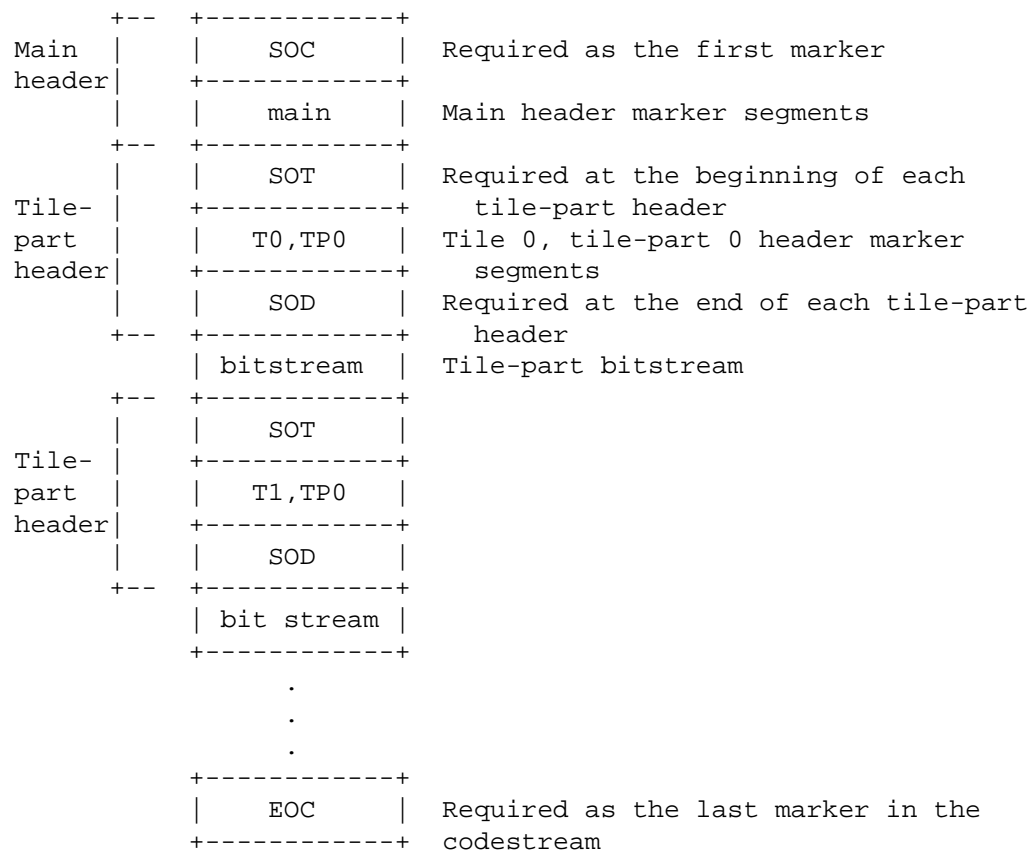 +--  +------------+
Main |    |    SOC     |  Required as the first marker
header|    +------------+
     |    |    main    |  Main header marker segments
     +--  +------------+
     |    |    SOT     |  Required at the beginning of each
Tile- |    +------------+    tile-part header
part |    |   T0,TP0   |  Tile 0, tile-part 0 header marker
header|    +------------+    segments
     |    |    SOD     |  Required at the end of each tile-part
     +--  +------------+    header
          | bitstream  |  Tile-part bitstream
     +--  +------------+
     |    |    SOT     |
Tile- |    +------------+
part |    |   T1,TP0   |
header|    +------------+
     |    |    SOD     |
     +--  +------------+
          | bit stream |
          +------------+
                .
                .
                .
          +------------+
          |    EOC     |  Required as the last marker in the
          +------------+  codestream